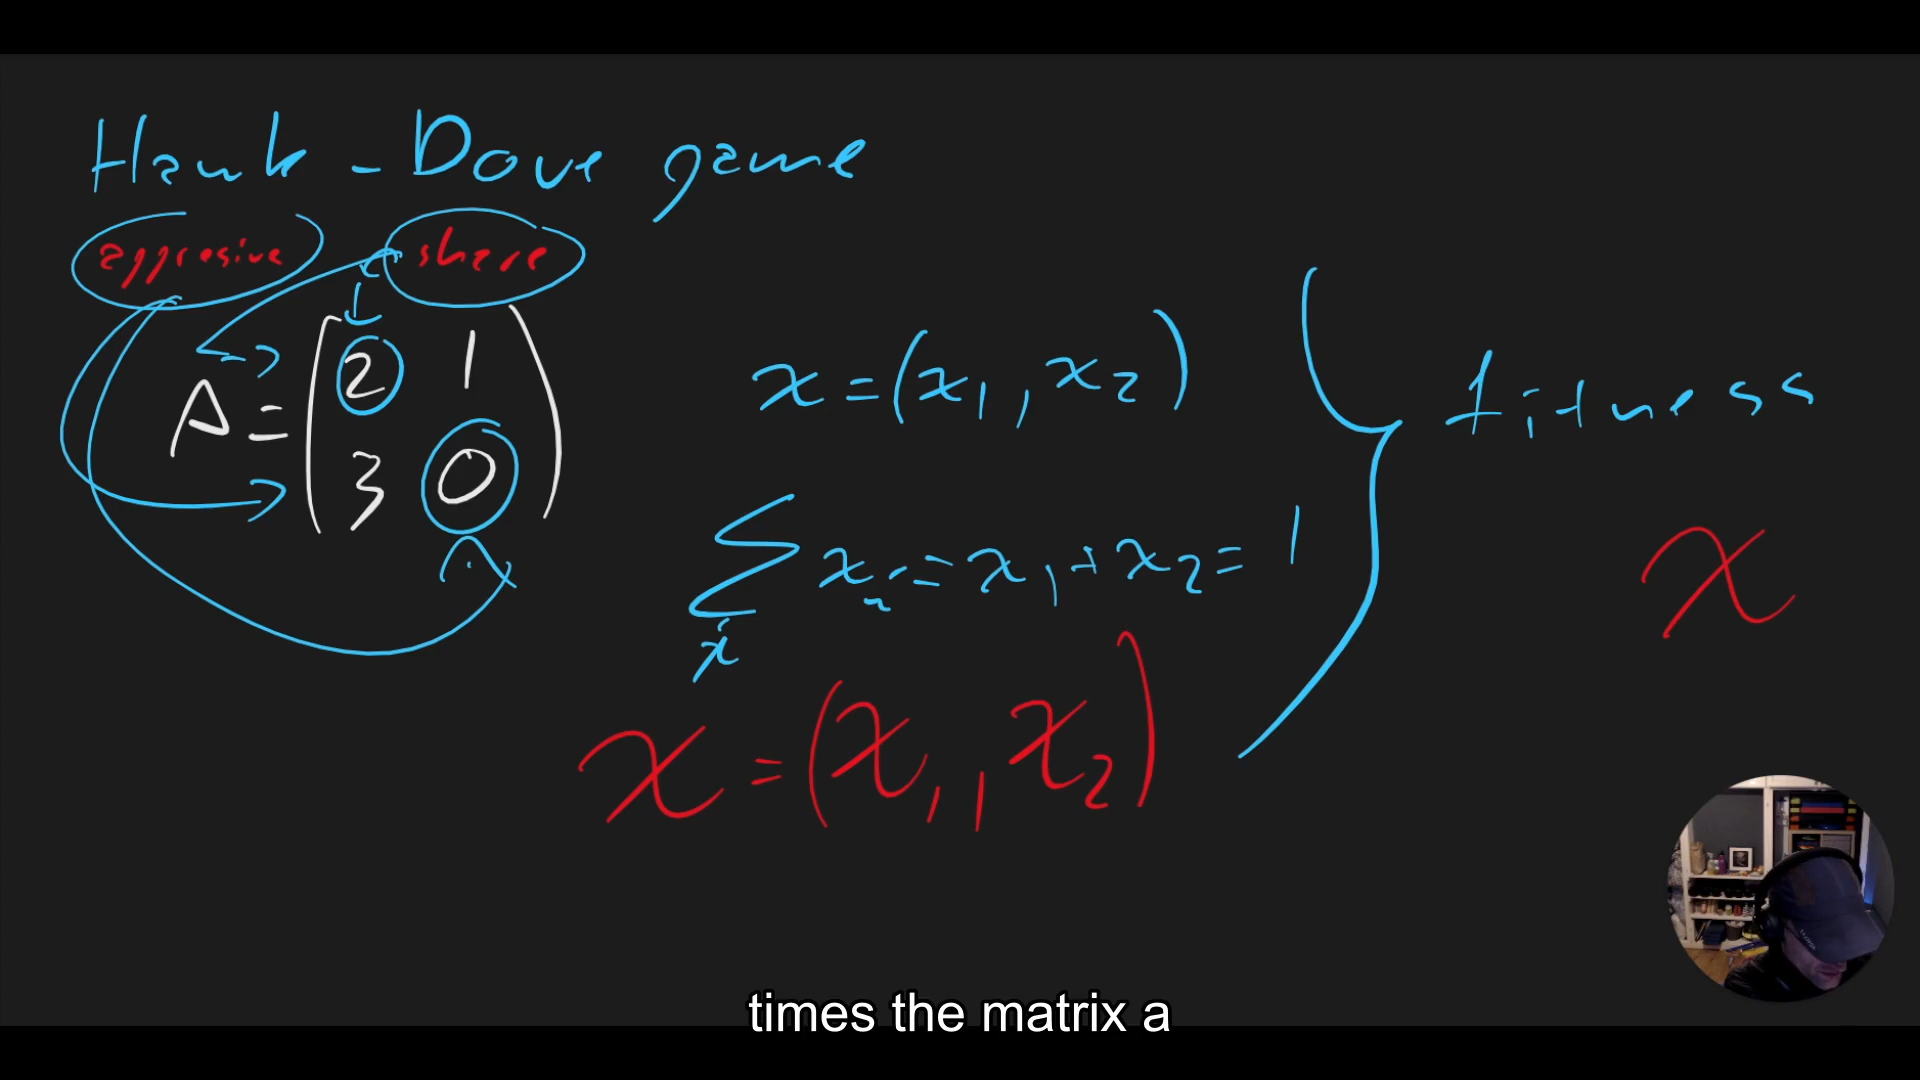 Hawk - Dove game
aggresive share
A = ( 2 1
3 0 )
x = (x1, x2)
fitness
∑ xi = x1 + x2 = 1
i
x
x = (x1, x2)
times the matrix a